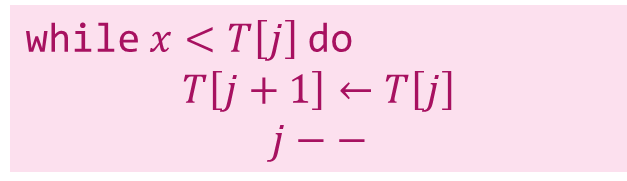 while x < T[j] do
T[j + 1] ← T[j]
j − −